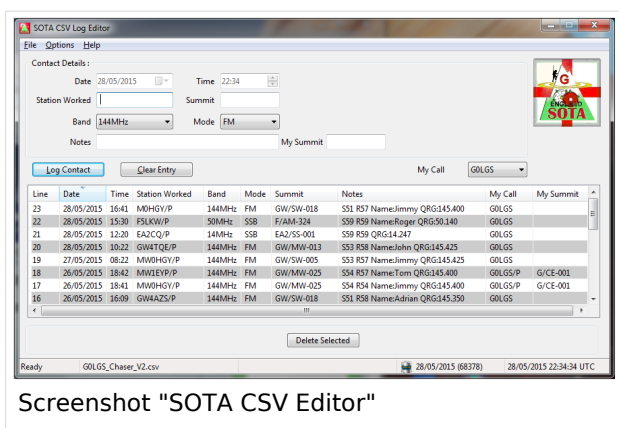 SOTA CSV Log Editor
File Options Help
Contact Details :
Date 28/05/2015 Time 22:34
Station Worked Summit
Band 144MHz Mode FM
Notes My Summit
G
ENGLAND
SOTA
Log Contact Clear Entry My Call G0LGS
Line Date Time Station Worked Band Mode Summit Notes My Call My Summit
23 28/05/2015 16:41 M0HGY/P 144MHz FM GW/SW-018 S51 R57 Name:Jimmy QRG:145.400 G0LGS
22 28/05/2015 15:30 F5LKW/P 50MHz SSB F/AM-324 S59 R59 Name:Roger QRG:50.140 G0LGS
21 28/05/2015 12:20 EA2CQ/P 14MHz SSB EA2/SS-001 S59 R59 QRG:14.247 G0LGS
20 28/05/2015 10:22 GW4TQE/P 144MHz FM GW/MW-013 S53 R58 Name:John QRG:145.425 G0LGS
19 27/05/2015 08:22 MW0HGY/P 144MHz FM GW/SW-005 S53 R57 Name:Jimmy QRG:145.425 G0LGS
18 26/05/2015 18:42 MW1EYP/P 144MHz FM GW/MW-025 S54 R57 Name:Tom QRG:145.400 G0LGS/P G/CE-001
17 26/05/2015 18:41 MW0HGY/P 144MHz FM GW/MW-025 S54 R54 Name:Jimmy QRG:145.400 G0LGS/P G/CE-001
16 26/05/2015 16:09 GW4AZS/P 144MHz FM GW/SW-018 S51 R58 Name:Adrian QRG:145.350 G0LGS
Delete Selected
Ready G0LGS_Chaser_V2.csv 28/05/2015 (68378) 28/05/2015 22:34:34 UTC
Screenshot "SOTA CSV Editor"